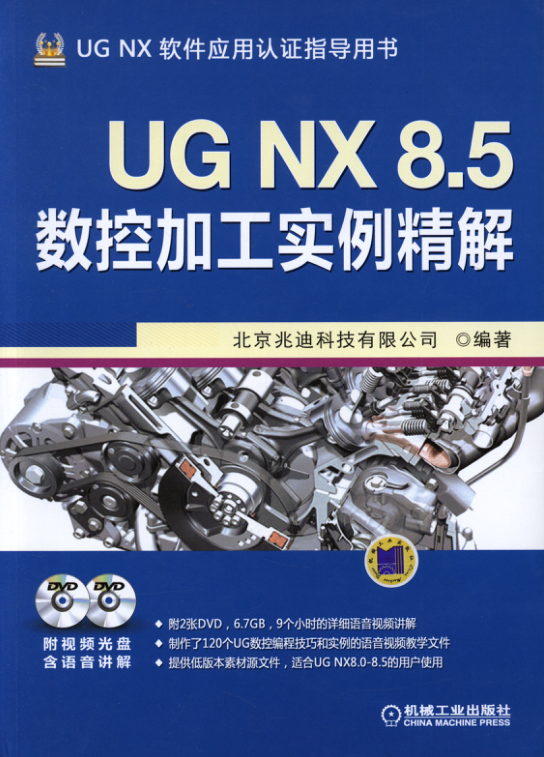 UG NX 软件应用认证指导用书
UG NX 8.5
数控加工实例精解
北京兆迪科技有限公司 ◎编著
DVD DVD
附视频光盘
含语音讲解
◆ 附2张DVD，6.7GB，9个小时的详细语音视频讲解
◆ 制作了120个UG数控编程技巧和实例的语音视频教学文件
◆ 提供低版本素材源文件，适合UG NX8.0-8.5的用户使用
机械工业出版社
CHINA MACHINE PRESS